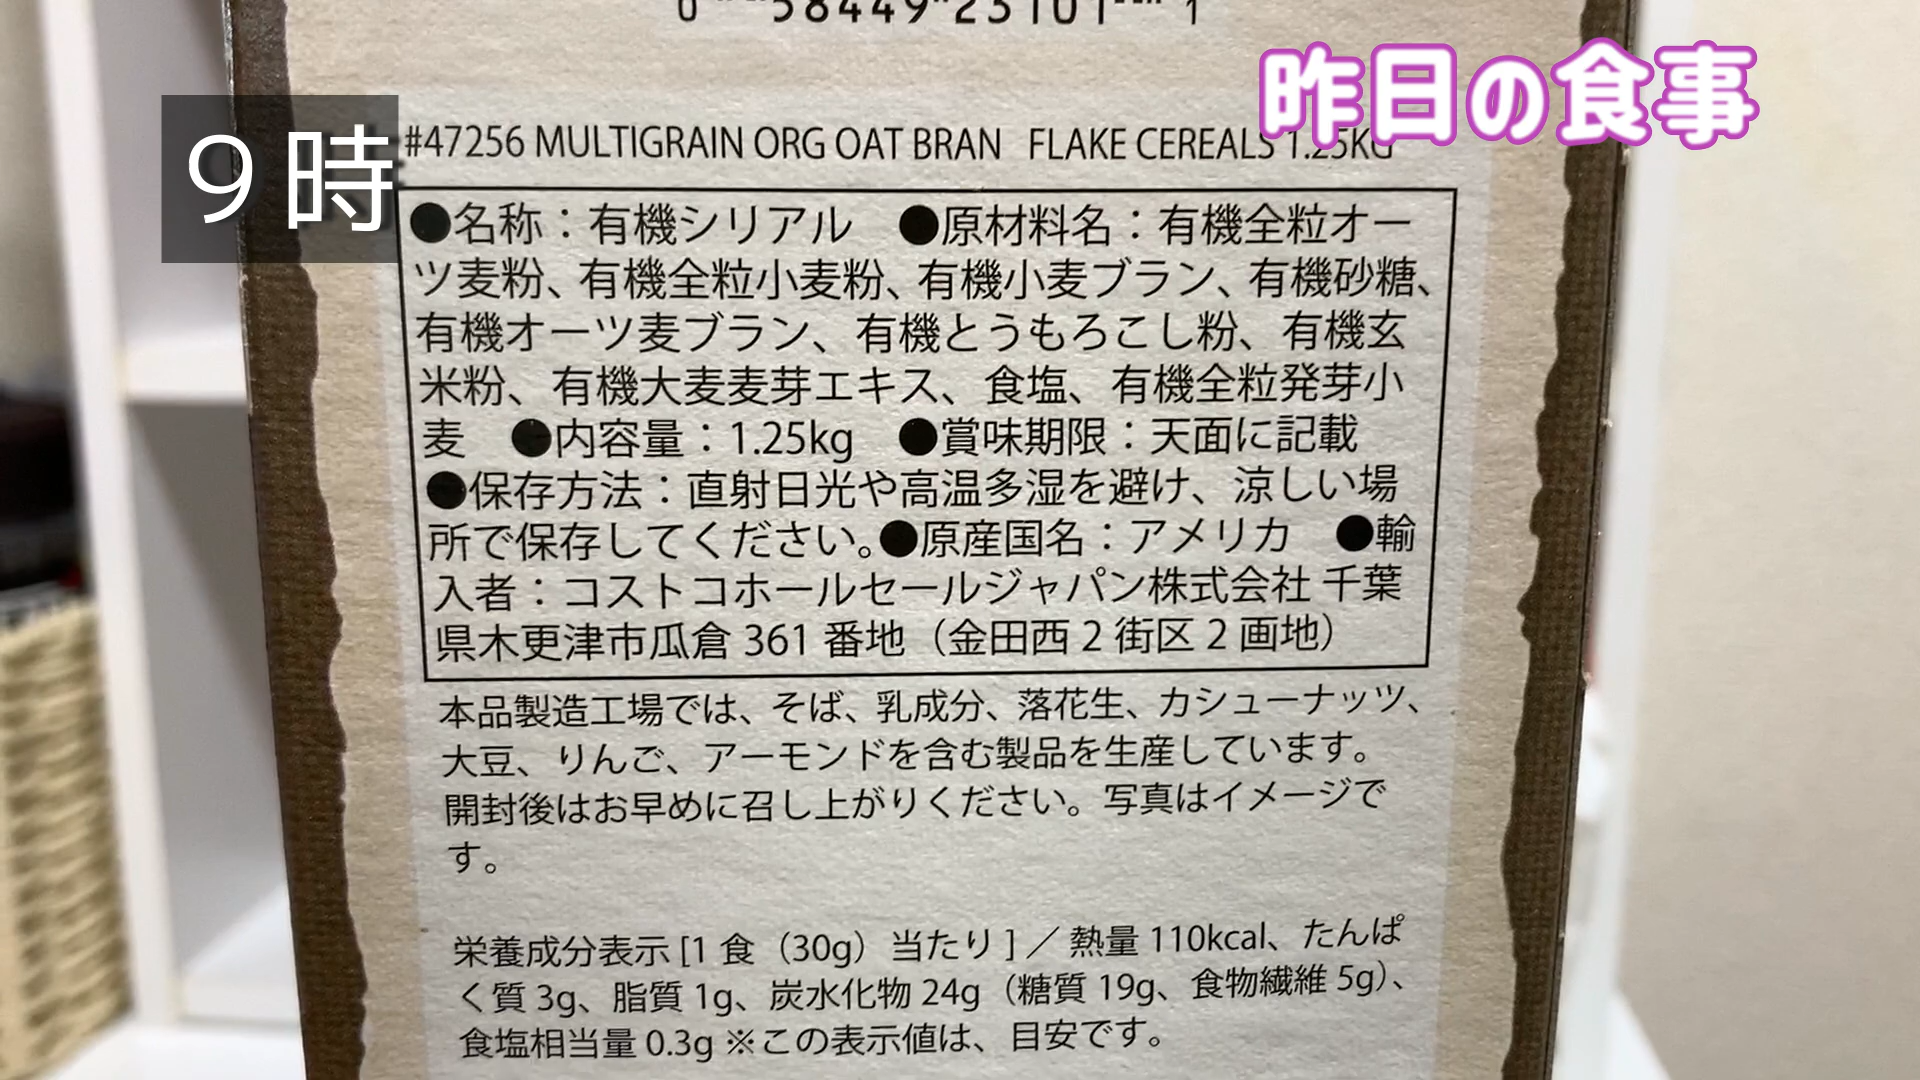 昨日の食事
9時
#47256 MULTIGRAIN ORG OAT BRAN FLAKE CEREALS 1.25KG
●名称：有機シリアル ●原材料名：有機全粒オー
ツ麦粉、有機全粒小麦粉、有機小麦ブラン、有機砂糖、
有機オーツ麦ブラン、有機とうもろこし粉、有機玄
米粉、有機大麦麦芽エキス、食塩、有機全粒発芽小
麦 ●内容量：1.25kg ●賞味期限：天面に記載
●保存方法：直射日光や高温多湿を避け、涼しい場
所で保存してください。●原産国名：アメリカ ●輸
入者：コストコホールセールジャパン株式会社 千葉
県木更津市瓜倉 361 番地（金田西 2 街区 2 画地）
本品製造工場では、そば、乳成分、落花生、カシューナッツ、
大豆、りんご、アーモンドを含む製品を生産しています。
開封後はお早めに召し上がりください。写真はイメージで
す。
栄養成分表示 [1 食（30g）当たり]／熱量 110kcal、たんぱ
く質 3g、脂質 1g、炭水化物 24g（糖質 19g、食物繊維 5g）、
食塩相当量 0.3g ※この表示値は、目安です。